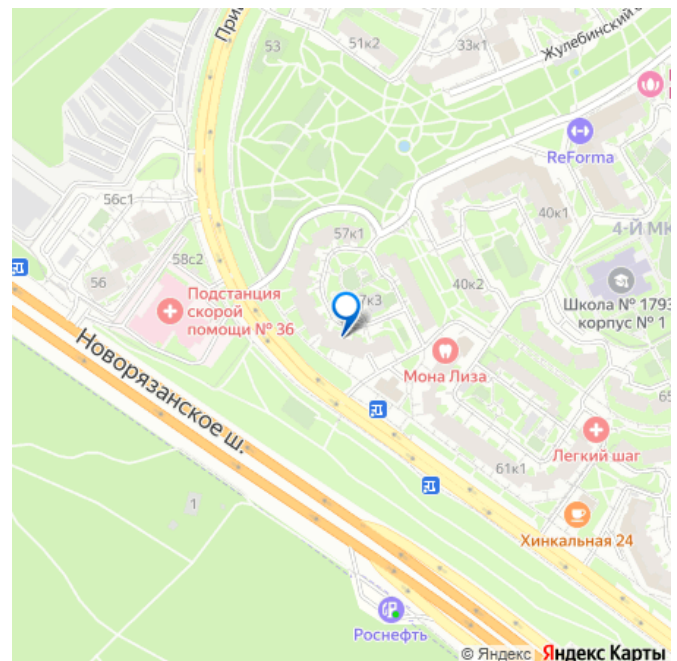 53
51к2
33к1
Жулебинский
ReForma
56с1
57к1
40к1
4-Й МК
58с2
56
40к2
Подстанция
скорой
помощи № 36
Школа № 1793
корпус № 1
Мона Лиза
Новорязанское ш.
Легкий шаг
61к1
1
Хинкальная 24
Роснефть
© Яндекс Яндекс Карты